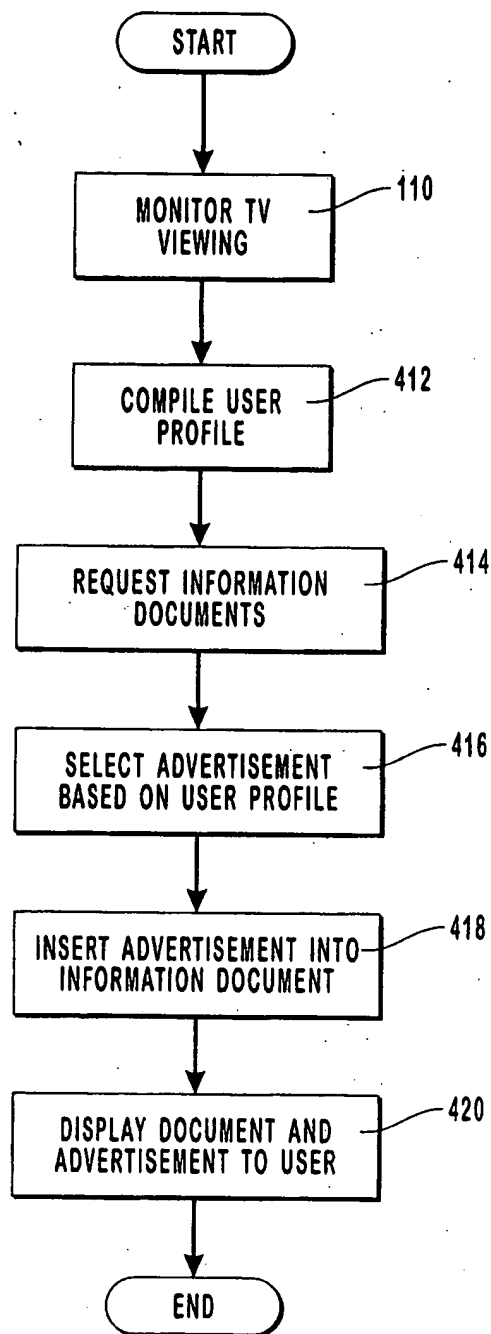 START
110
MONITOR TV
VIEWING
412
COMPILE USER
PROFILE
414
REQUEST INFORMATION
DOCUMENTS
416
SELECT ADVERTISEMENT
BASED ON USER PROFILE
418
INSERT ADVERTISEMENT INTO
INFORMATION DOCUMENT
420
DISPLAY DOCUMENT AND
ADVERTISEMENT TO USER
END